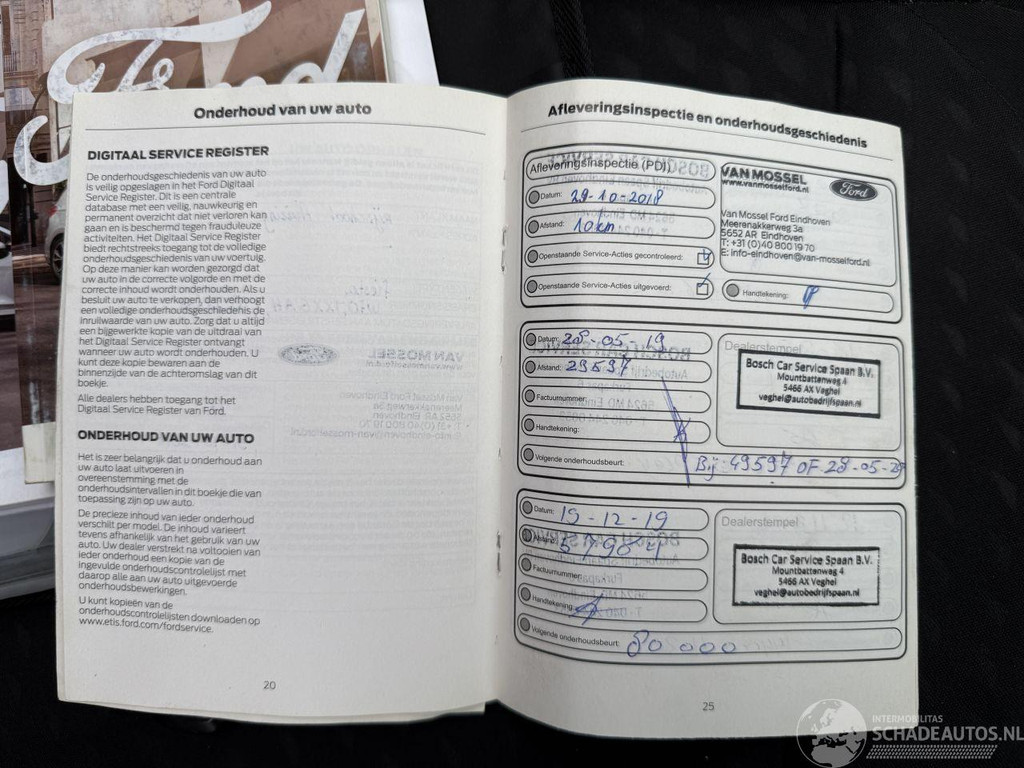 Ford
Onderhoud van uw auto
DIGITAAL SERVICE REGISTER
De onderhoudsgeschiedenis van uw auto
is veilig opgeslagen in het Ford Digitaal
Service Register. Dit is een centrale
database met een veilig, nauwkeurig en
permanent overzicht dat niet verloren kan
gaan en is beschermd tegen frauduleuze
activiteiten. Het Digitaal Service Register
biedt rechtstreeks toegang tot de volledige
onderhoudsgeschiedenis van uw voertuig.
Op deze manier kan worden gezorgd dat
uw auto in de correcte volgorde en met de
correcte inhoud wordt onderhouden. Als u
besluit uw auto te verkopen, dan verhoogt
een volledige onderhoudsgeschiedenis de
inruilwaarde van uw auto. Zorg dat u altijd
een bijgewerkte kopie van de uitdraai van
het Digitaal Service Register ontvangt
wanneer uw auto wordt onderhouden. U
kunt deze kopie bewaren aan de
binnenzijde van de achteromslag van dit
boekje.
Alle dealers hebben toegang tot het
Digitaal Service Register van Ford.
ONDERHOUD VAN UW AUTO
Het is zeer belangrijk dat u onderhoud aan
uw auto laat uitvoeren in
overeenstemming met de
onderhoudsintervallen in dit boekje die van
toepassing zijn op uw auto.
De precieze inhoud van ieder onderhoud
verschilt per model. De inhoud varieert
tevens afhankelijk van het gebruik van uw
auto. Uw dealer verstrekt na voltooien van
ieder onderhoud een kopie van de
ingevulde onderhoudscontrolelijst met
daarop alle aan uw auto uitgevoerde
onderhoudsbewerkingen.
U kunt kopieën van de
onderhoudscontrolelijsten downloaden op
www.etis.ford.com/fordservice.
20
Afleveringsinspectie en onderhoudsgeschiedenis
Afleveringsinspectie (PDI)
Datum: 29-10-2018
Afstand: 10 km
Openstaande Service-Acties gecontroleerd:
Openstaande Service-Acties uitgevoerd:
VAN MOSSEL
www.vanmosselford.nl
Ford
Van Mossel Ford Eindhoven
Meerenakkerweg 3a
5652 AR Eindhoven
T: +31 (0)40 800 19 70
E: info-eindhoven@van-mosselford.nl
Handtekening:
Datum: 28-05-19
Afstand: 29597
Factuurnummer:
Handtekening:
Volgende onderhoudsbeurt: Bij: 49597 OF 28-05-20
Dealerstempel
Bosch Car Service Spaan B.V.
Mountbattenweg 4
5466 AX Veghel
veghel@autobedrijfspaan.nl
Datum: 19-12-19
Afstand:
Factuurnummer:
Handtekening:
Volgende onderhoudsbeurt: 80 000
Dealerstempel
Bosch Car Service Spaan B.V.
Mountbattenweg 4
5466 AX Veghel
veghel@autobedrijfspaan.nl
25
INTERMOBILITAS
SCHADEAUTOS.NL